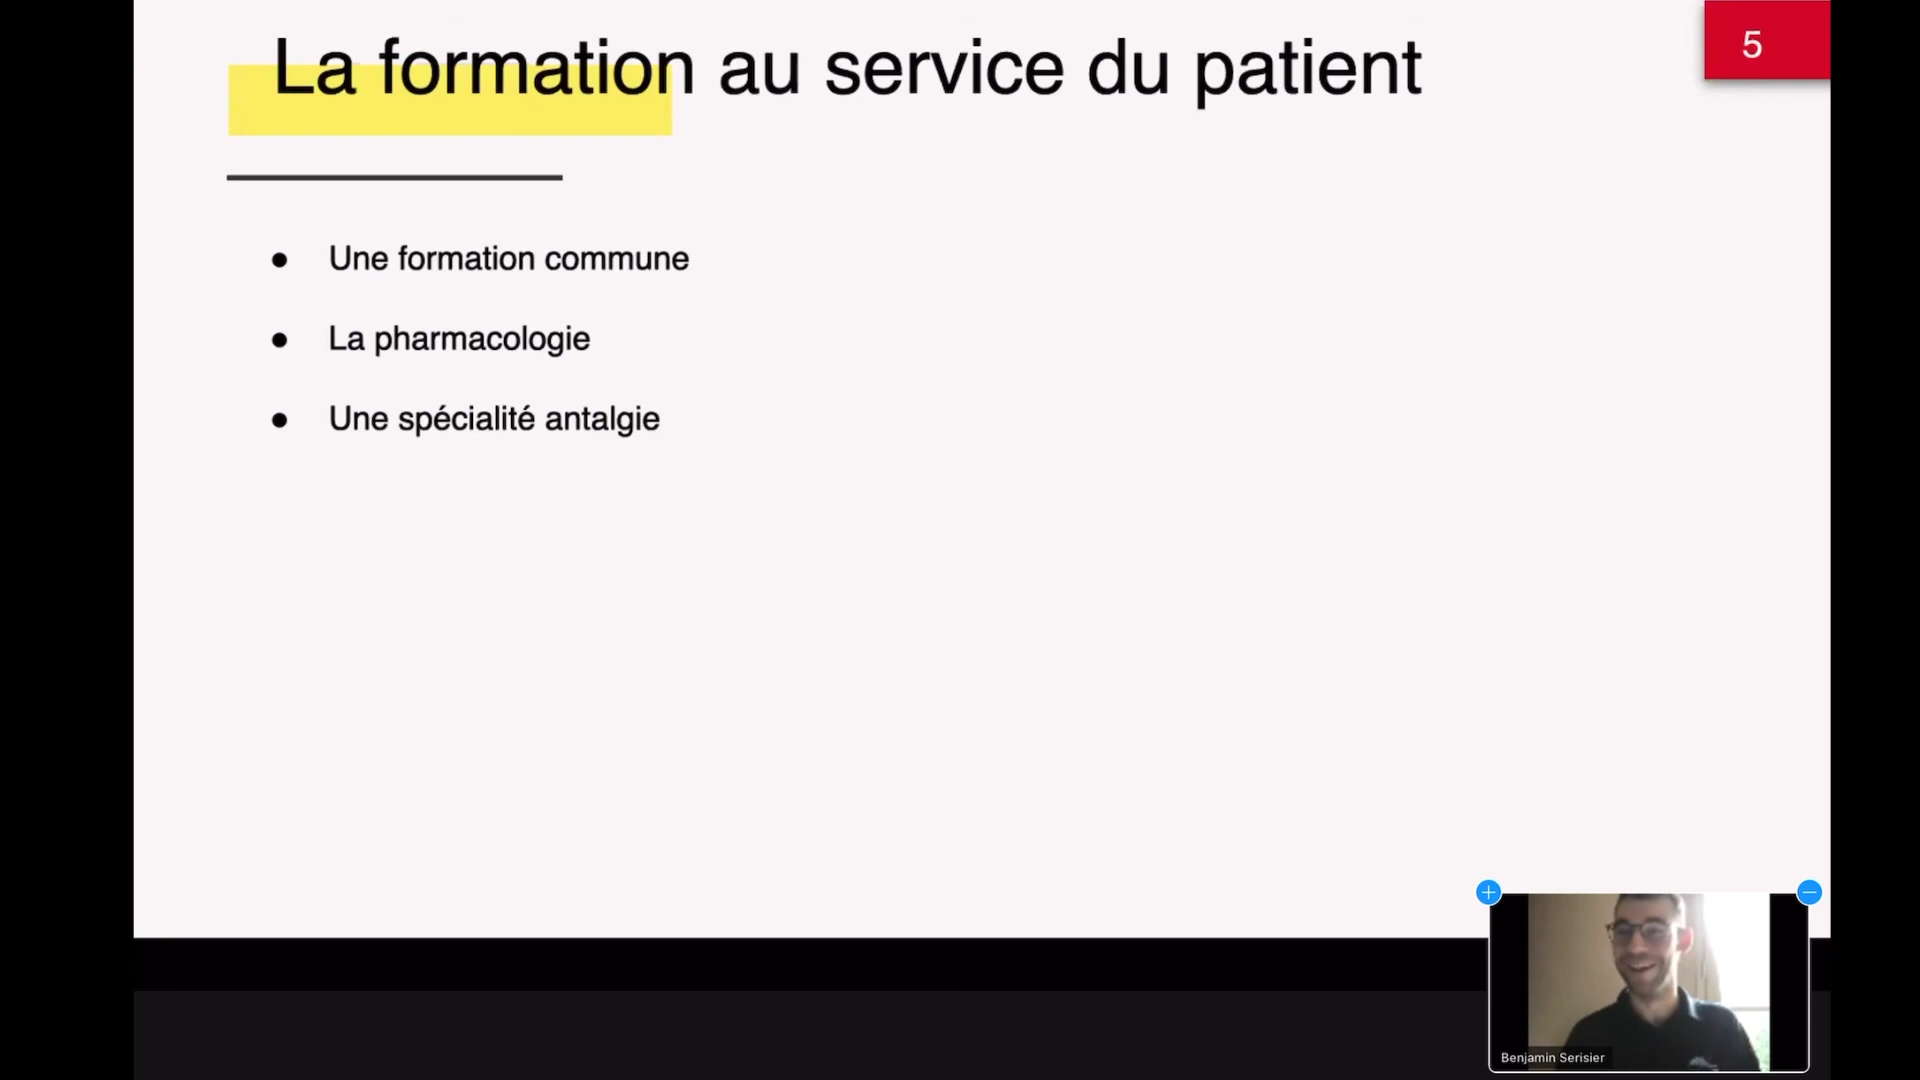 La formation au service du patient
5
Une formation commune
La pharmacologie
Une spécialité antalgie
Benjamin Serisier